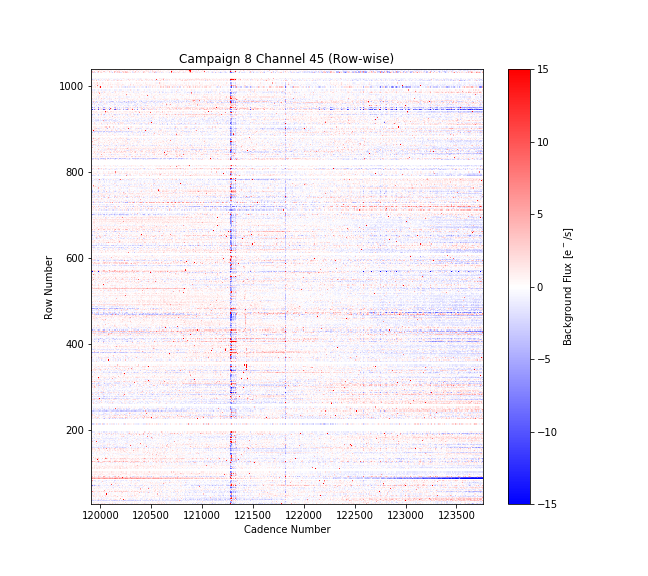 Campaign 8 Channel 45 (Row-wise)
Row Number
1000
800
600
400
200
120000 120500 121000 121500 122000 122500 123000 123500
Cadence Number
15
10
5
0
−5
−10
−15
Background Flux [e⁻/s]